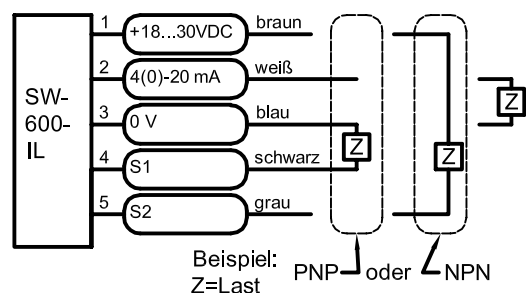 1 +18...30VDC braun
2 4(0)-20 mA weiß
Z
SW-
600-
IL
3 0 V blau
Z
Z
4 S1 schwarz
5 S2 grau
Beispiel:
Z=Last
PNP oder NPN